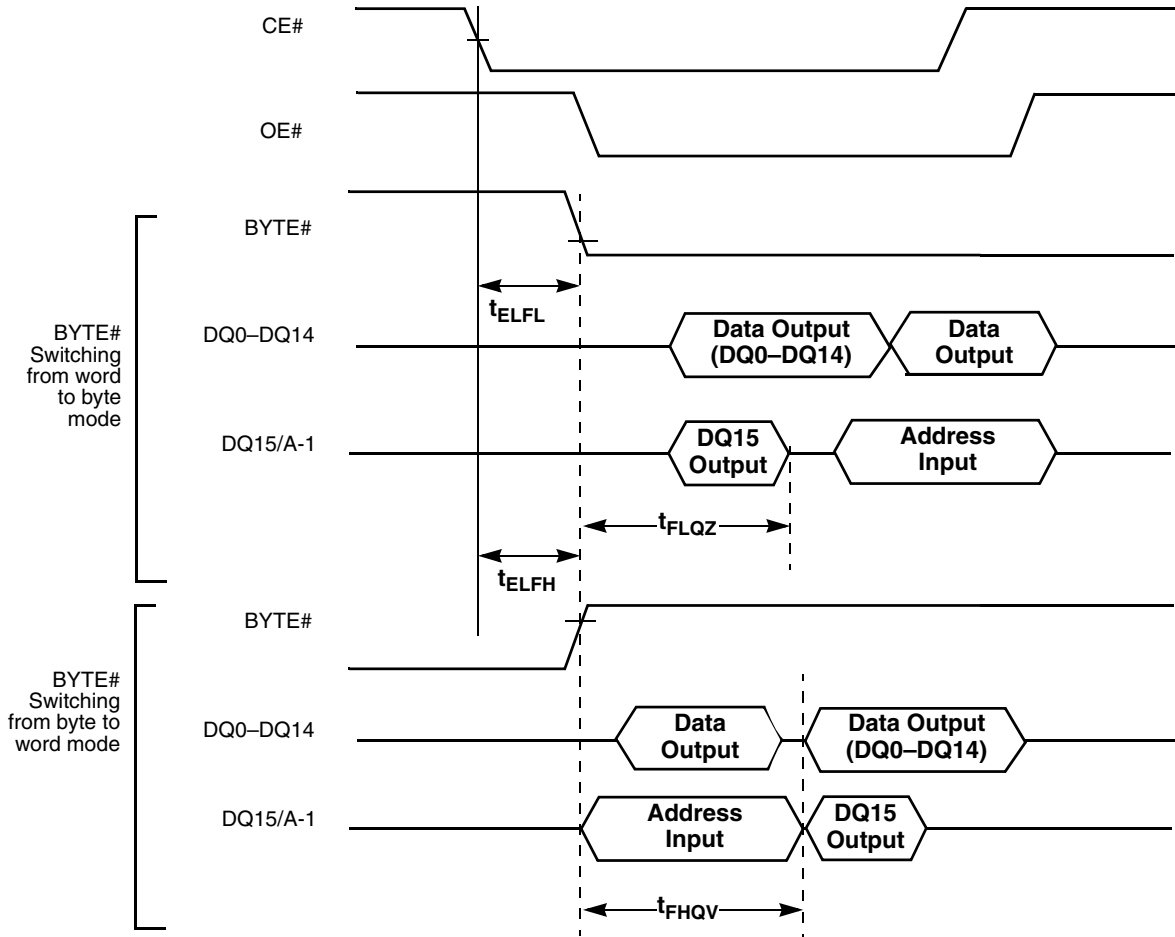 CE#
OE#
BYTE#
tELFL
BYTE#
Switching
from word
to byte
mode
DQ0–DQ14
Data Output
(DQ0–DQ14)
Data
Output
DQ15/A-1
DQ15
Output
Address
Input
tFLQZ
tELFH
BYTE#
BYTE#
Switching
from byte to
word mode
DQ0–DQ14
Data
Output
Data Output
(DQ0–DQ14)
DQ15/A-1
Address
Input
DQ15
Output
tFHQV